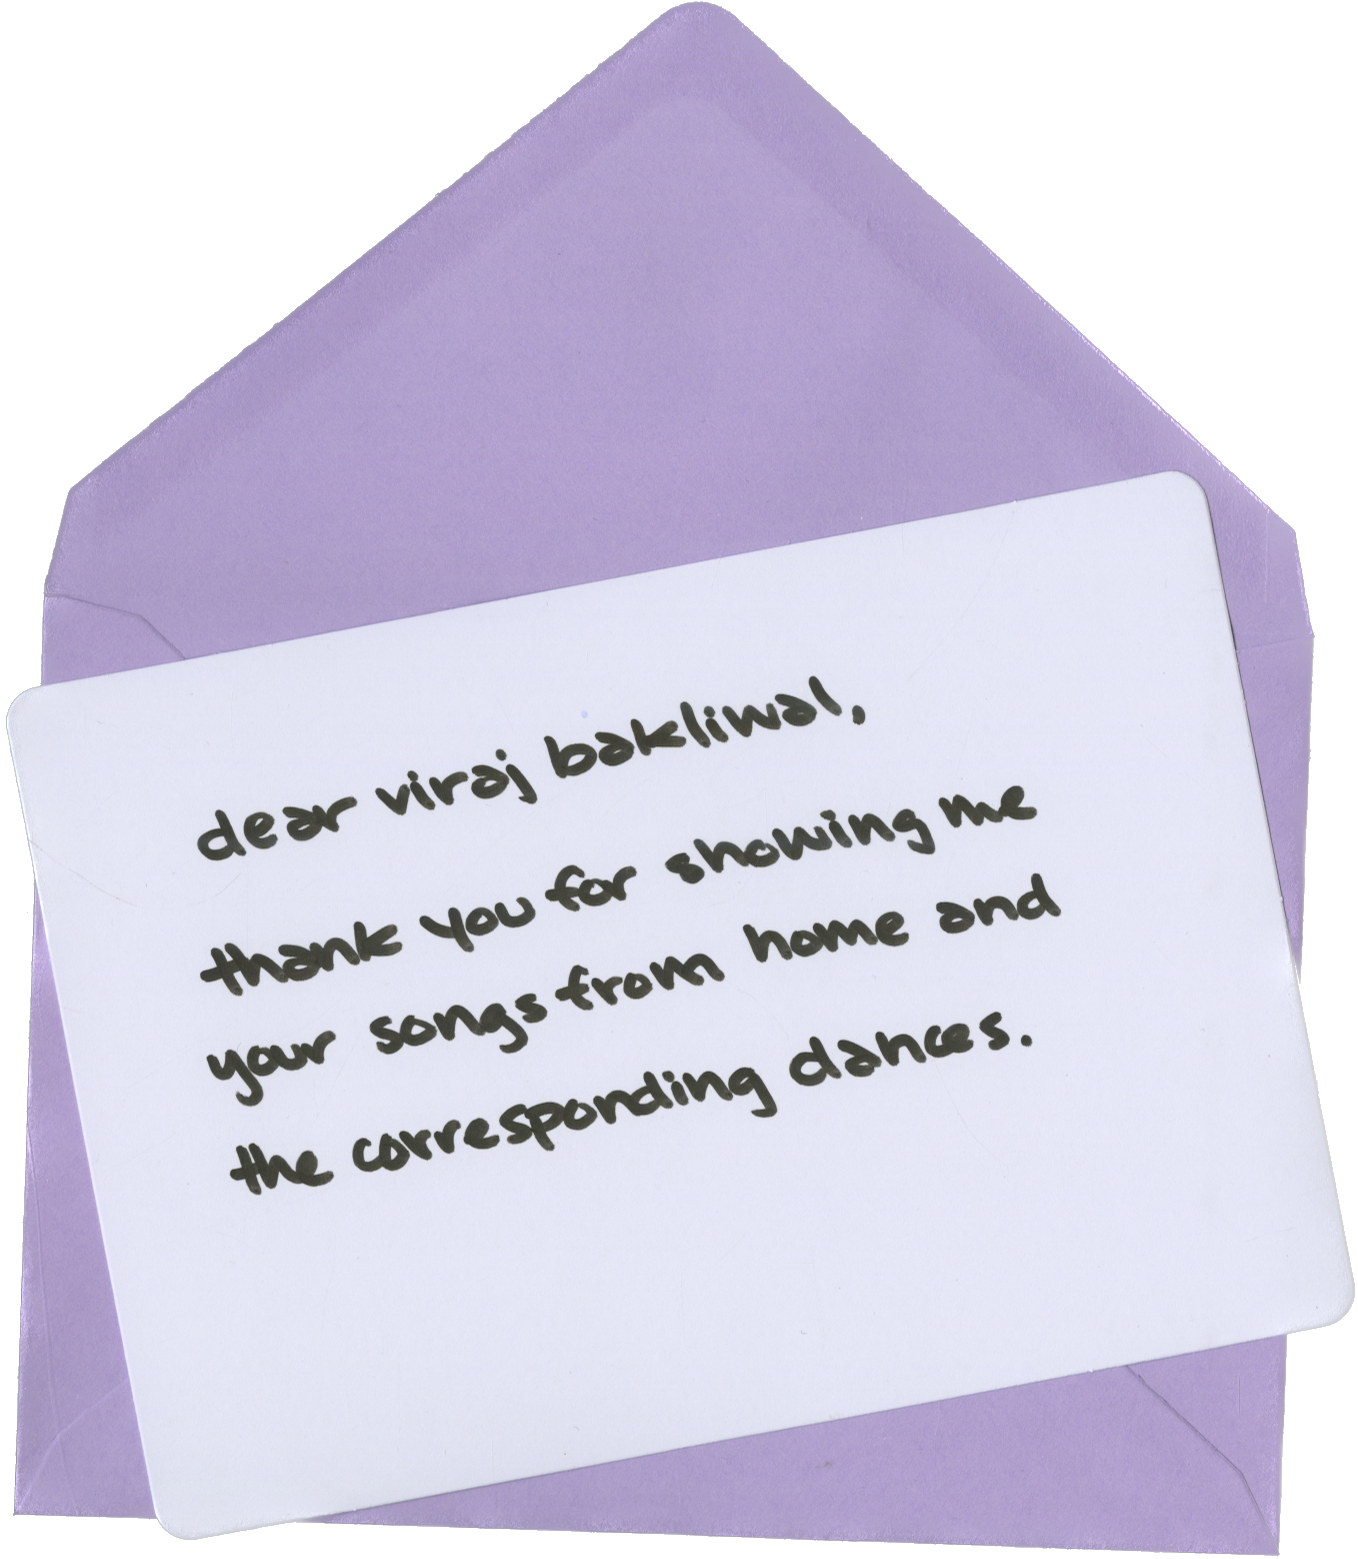 dear viraj bakliwal,
thank you for showing me
your songs from home and
the corresponding dances.